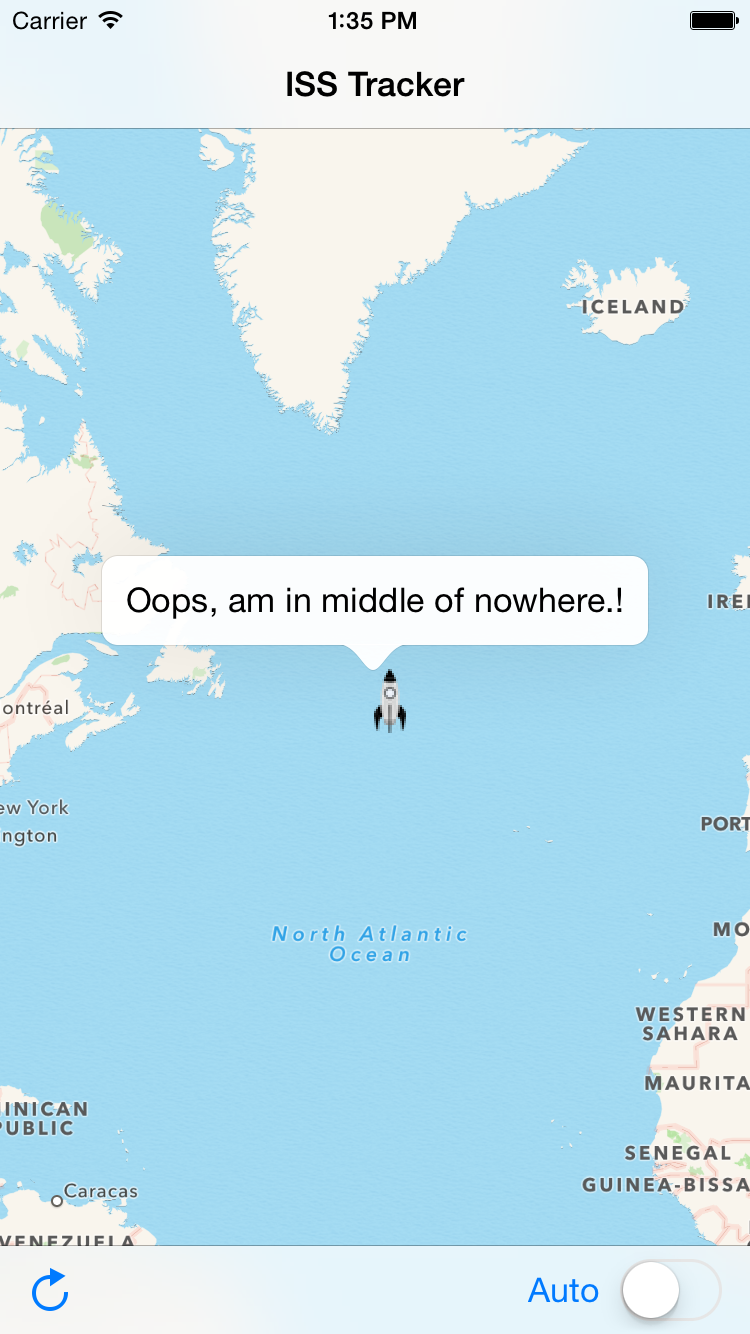 Carrier 1:35 PM
ISS Tracker
ICELAND
Oops, am in middle of nowhere.!
IREI
ontréal
ew York
PORT
ngton
MO
North Atlantic
Ocean
WESTERN
SAHARA
MAURITA
INICAN
PUBLIC
SENEGAL
GUINEA-BISSA
Caracas
VENEZUELA
Auto